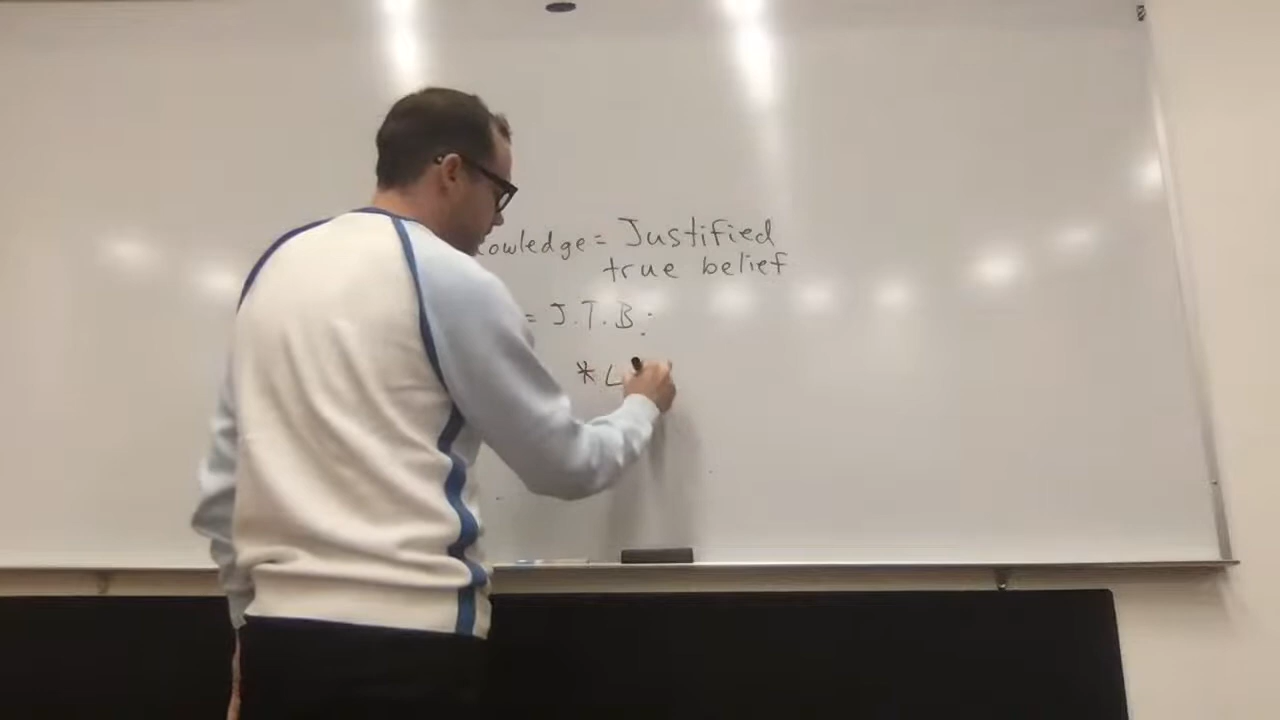 owledge = Justified
true belief
= J.T.B.:
* L